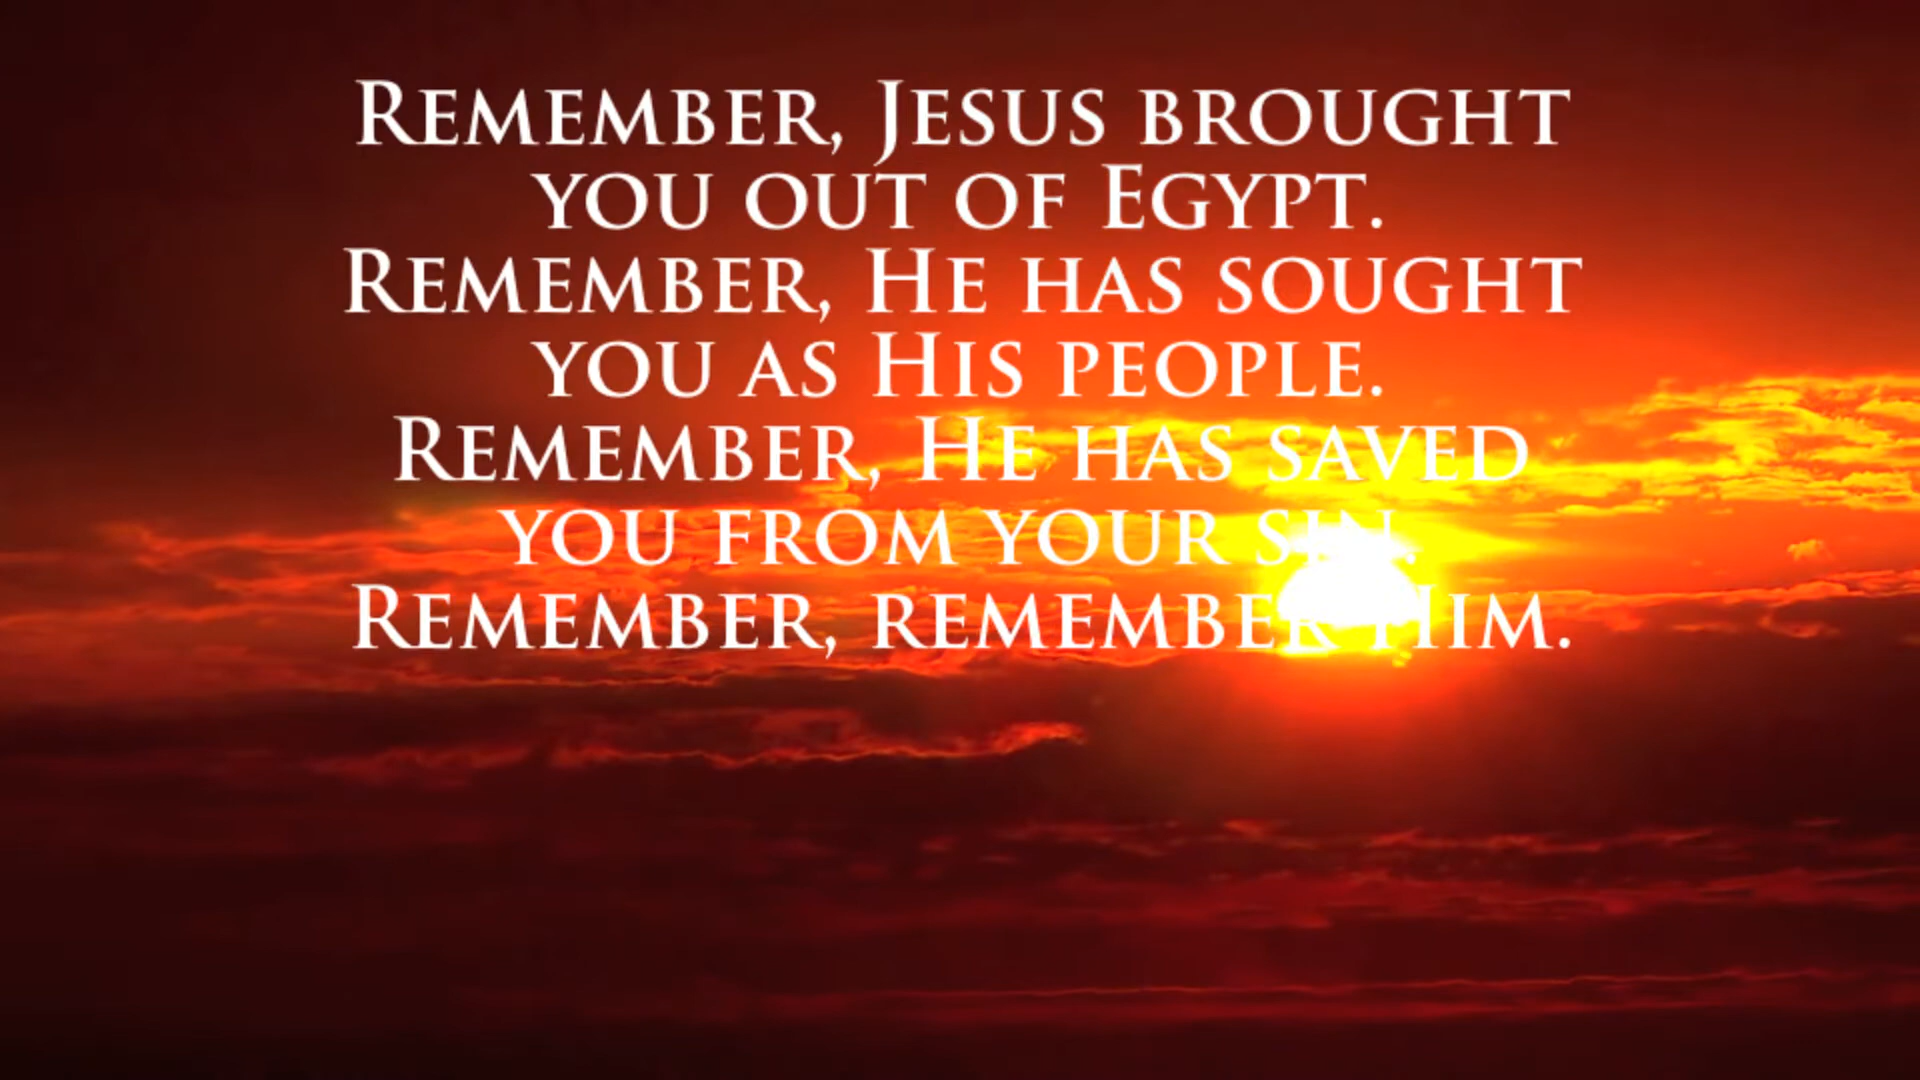 Remember, Jesus brought
you out of Egypt.
Remember, He has sought
you as His people.
Remember, He has saved
you from your sin.
Remember, remember Him.